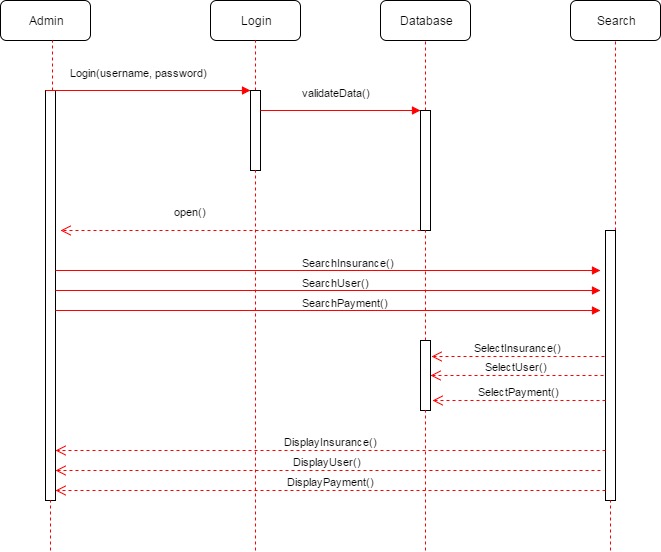 Admin
Login
Database
Search
Login(username, password)
validateData()
open()
SearchInsurance()
SearchUser()
SearchPayment()
SelectInsurance()
SelectUser()
SelectPayment()
DisplayInsurance()
DisplayUser()
DisplayPayment()